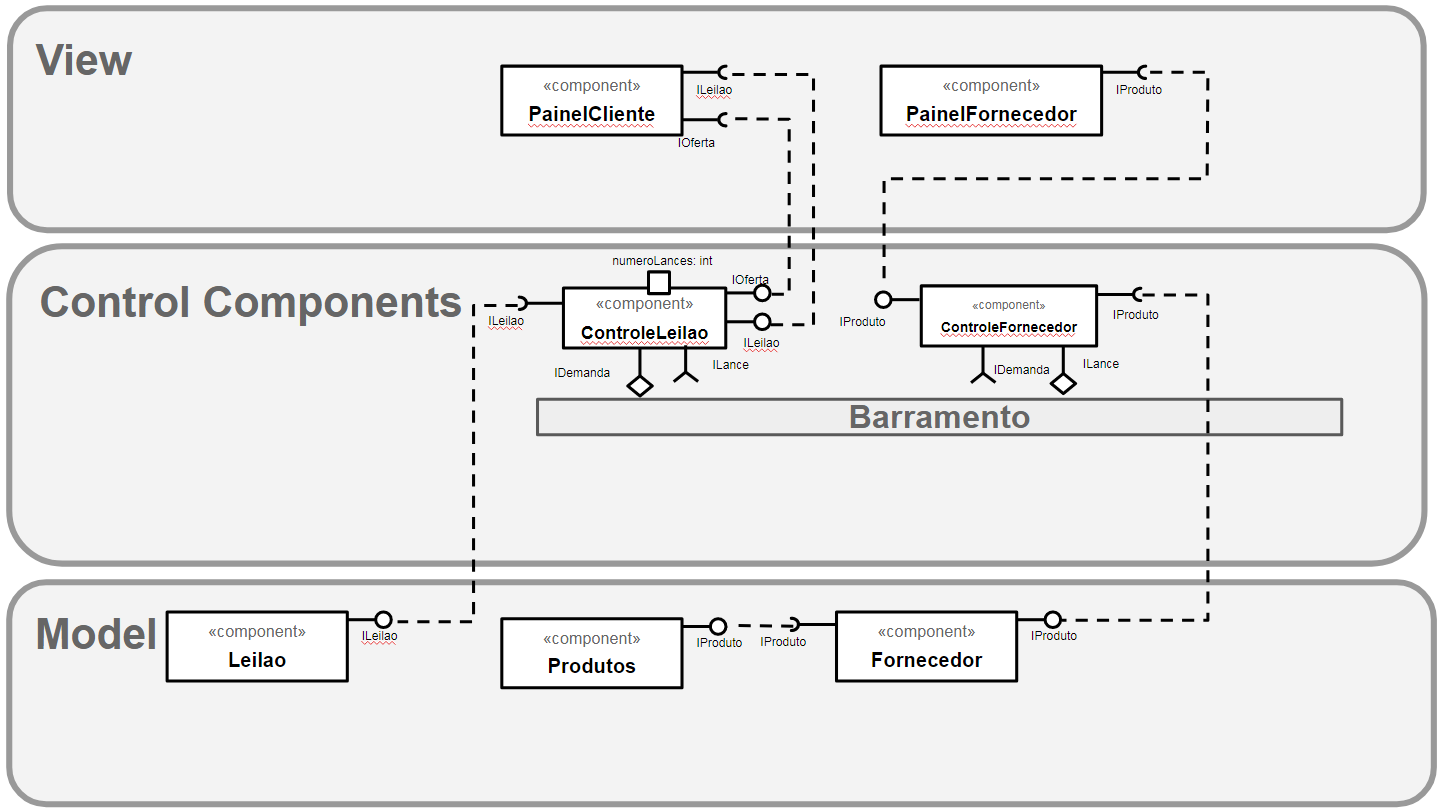 View
«component»
PainelCliente
ILeilao
IOferta
«component»
PainelFornecedor
IProduto
Control Components
numeroLances: int
«component»
ControleLeilao
ILeilao
IOferta
ILeilao
IDemanda
ILance
«component»
ControleFornecedor
IProduto
IProduto
IDemanda
ILance
Barramento
Model
«component»
Leilao
ILeilao
«component»
Produtos
IProduto
IProduto
«component»
Fornecedor
IProduto